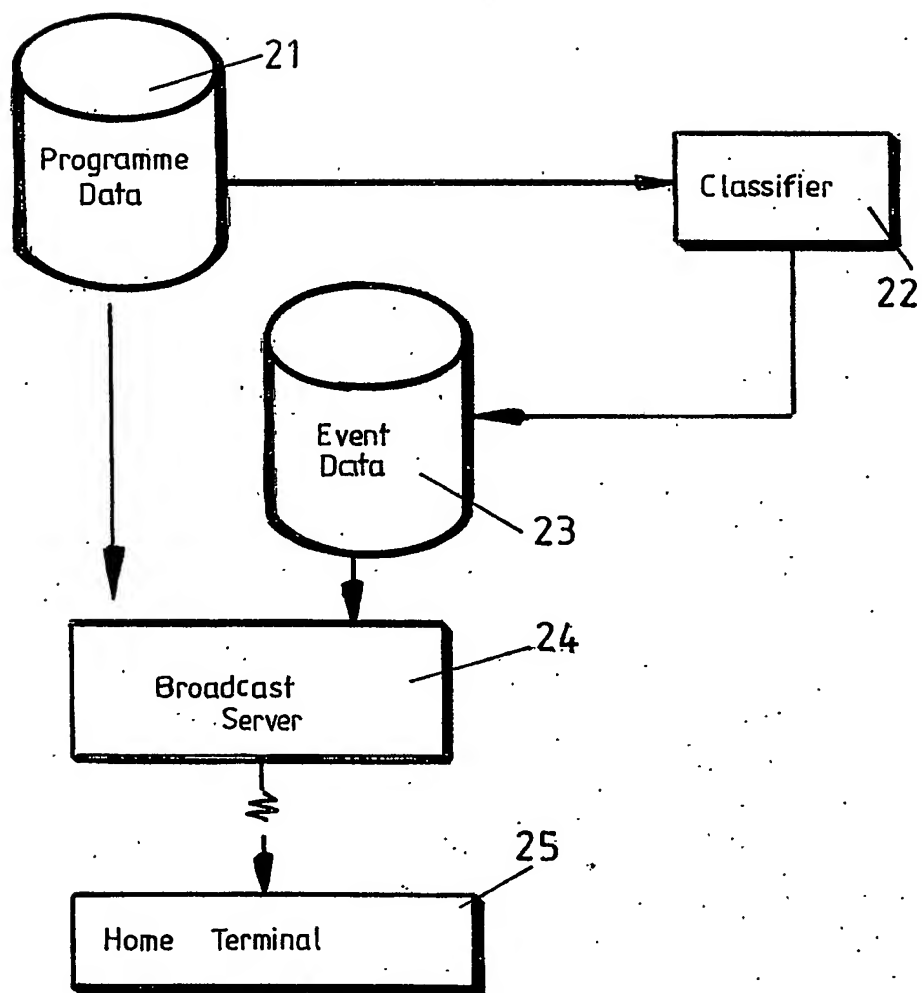 21
Programme
Data
Classifier
22
Event
Data
23
24
Broadcast
Server
25
Home Terminal